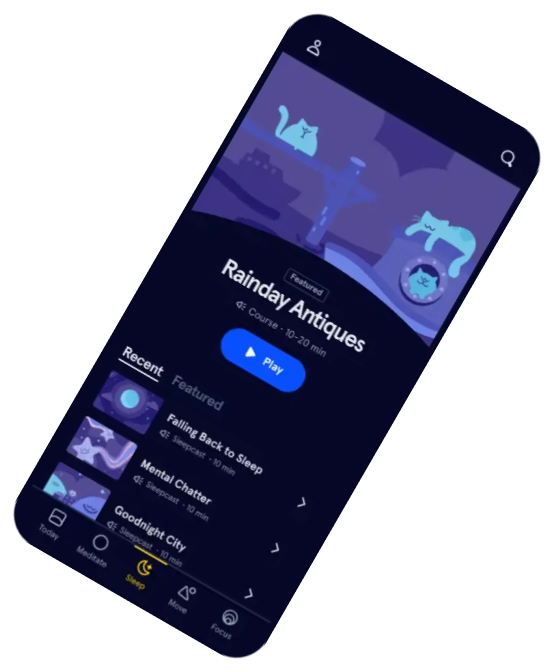 Featured
Rainday Antiques
Course · 10-20 min
Play
Recent Featured
Falling Back to Sleep
Sleepcast · 10 min
Mental Chatter
Sleepcast · 10 min
Goodnight City
Sleepcast · 10 min
Today Meditate Sleep Move Focus